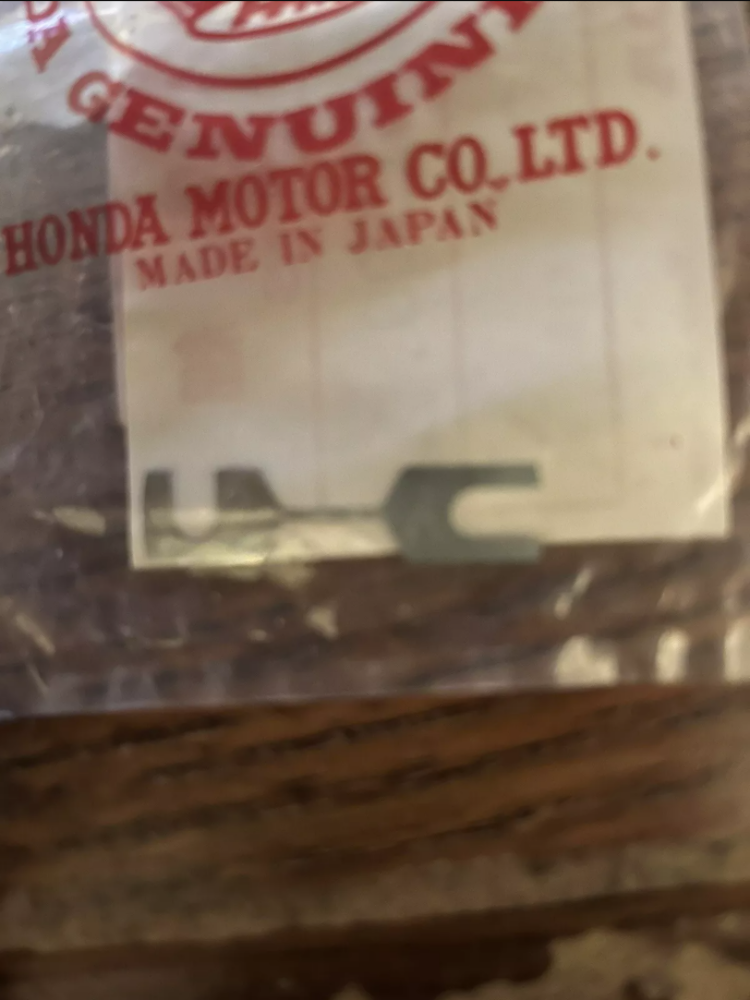 GENUINE
HONDA MOTOR CO., LTD.
MADE IN JAPAN